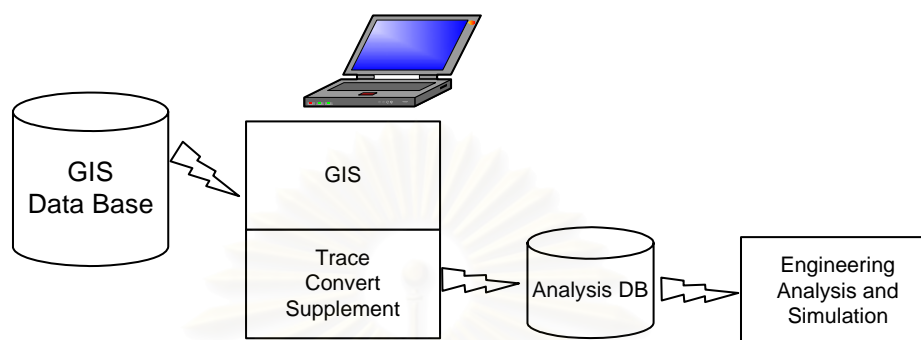 GIS
Data Base
GIS
Trace
Convert
Supplement
Analysis DB
Engineering
Analysis and
Simulation